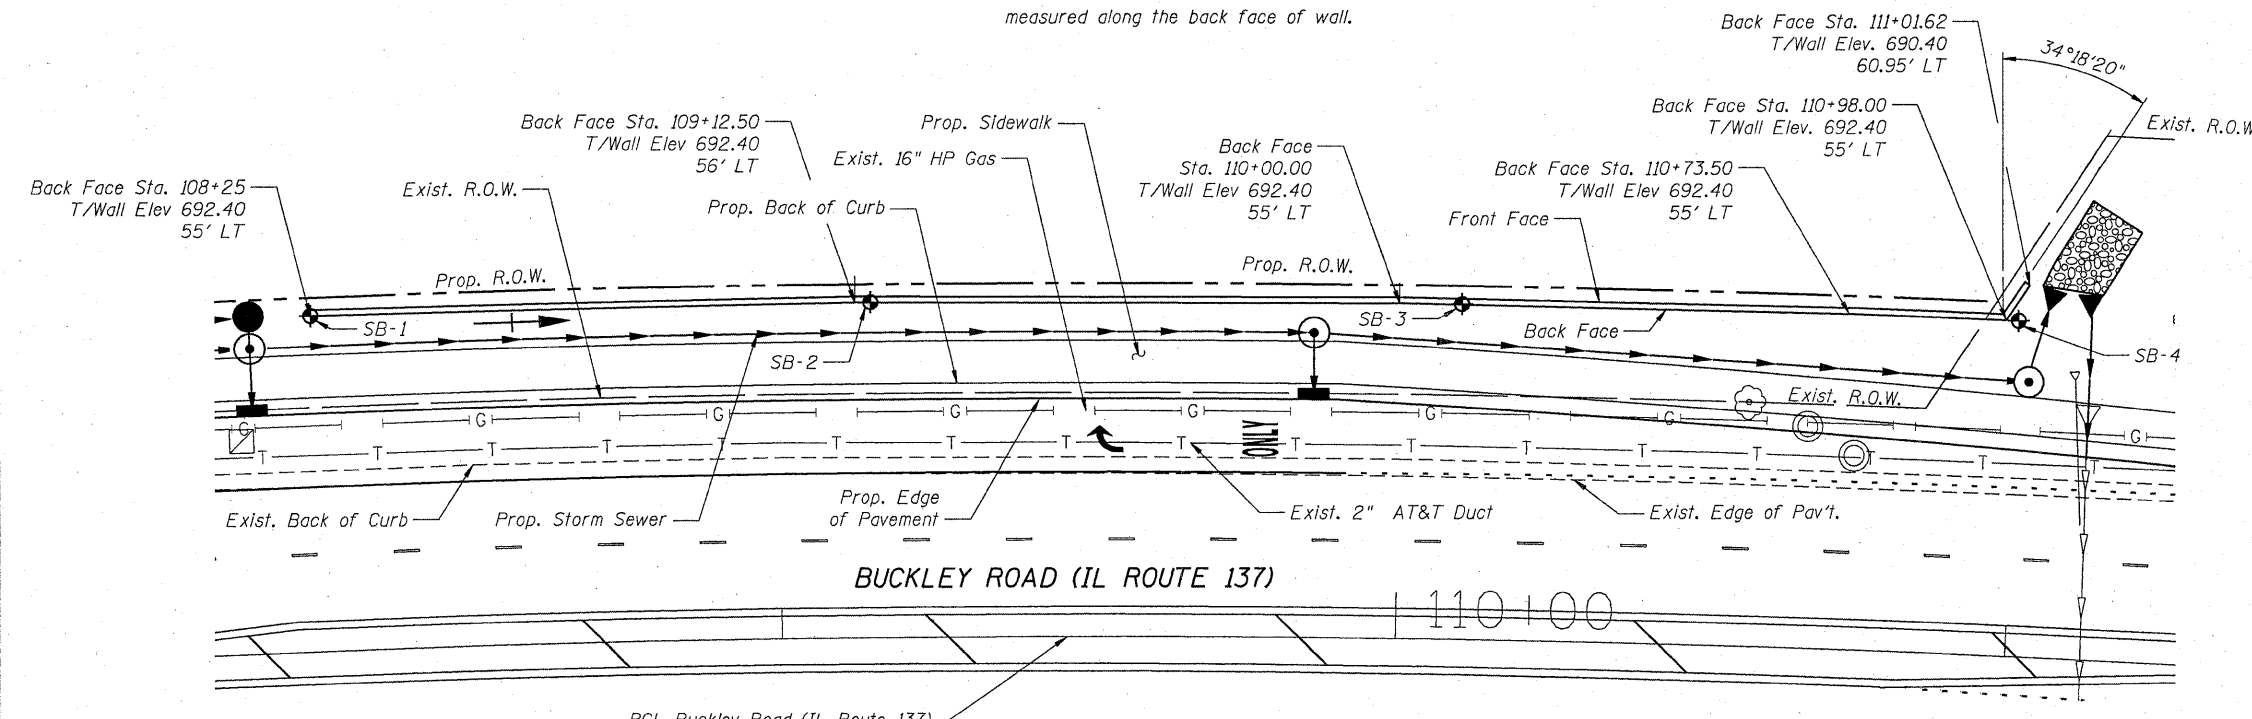 measured along the back face of wall.
Back Face Sta. 111+01.62
T/Wall Elev. 690.40
60.95' LT
34°18'20"
Back Face Sta. 109+12.50
T/Wall Elev 692.40
56' LT
Prop. Sidewalk
Exist. 16" HP Gas
Back Face
Sta. 110+00.00
T/Wall Elev 692.40
55' LT
Back Face Sta. 110+98.00
T/Wall Elev. 692.40
55' LT
Exist. R.O.W
Back Face Sta. 110+73.50
T/Wall Elev 692.40
55' LT
Back Face Sta. 108+25
T/Wall Elev 692.40
55' LT
Exist. R.O.W.
Prop. Back of Curb
Front Face
Prop. R.O.W.
Prop. R.O.W.
SB-1
SB-2
SB-3
Back Face
SB-4
Exist. R.O.W.
G G G G G G G
T T T T T T T T T T T T T T T T T
ONLY
Exist. Back of Curb
Prop. Storm Sewer
Prop. Edge
of Pavement
Exist. 2" AT&T Duct
Exist. Edge of Pav't.
BUCKLEY ROAD (IL ROUTE 137)
110+00